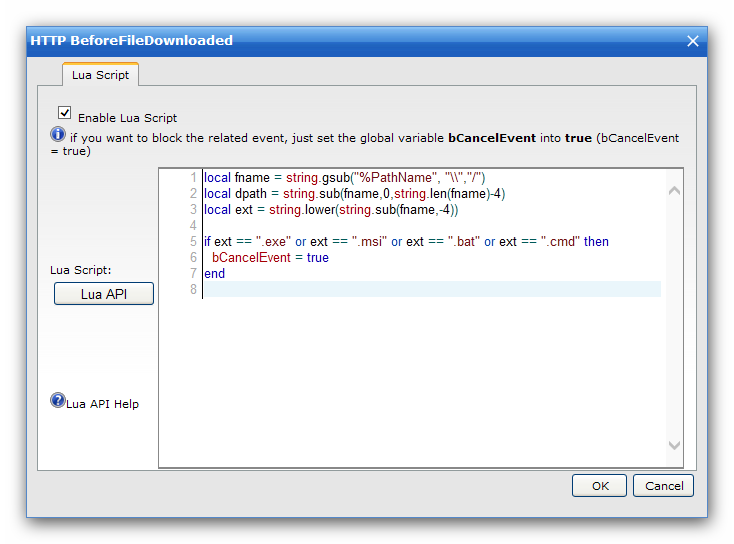 HTTP BeforeFileDownloaded
Lua Script
Enable Lua Script
if you want to block the related event, just set the global variable bCancelEvent into true (bCancelEvent
= true)
1 local fname = string.gsub("%PathName", "\\","/")
2 local dpath = string.sub(fname,0,string.len(fname)-4)
3 local ext = string.lower(string.sub(fname,-4))
4
5 if ext == ".exe" or ext == ".msi" or ext == ".bat" or ext == ".cmd" then
6 bCancelEvent = true
7 end
8
Lua Script:
Lua API
Lua API Help
OK
Cancel